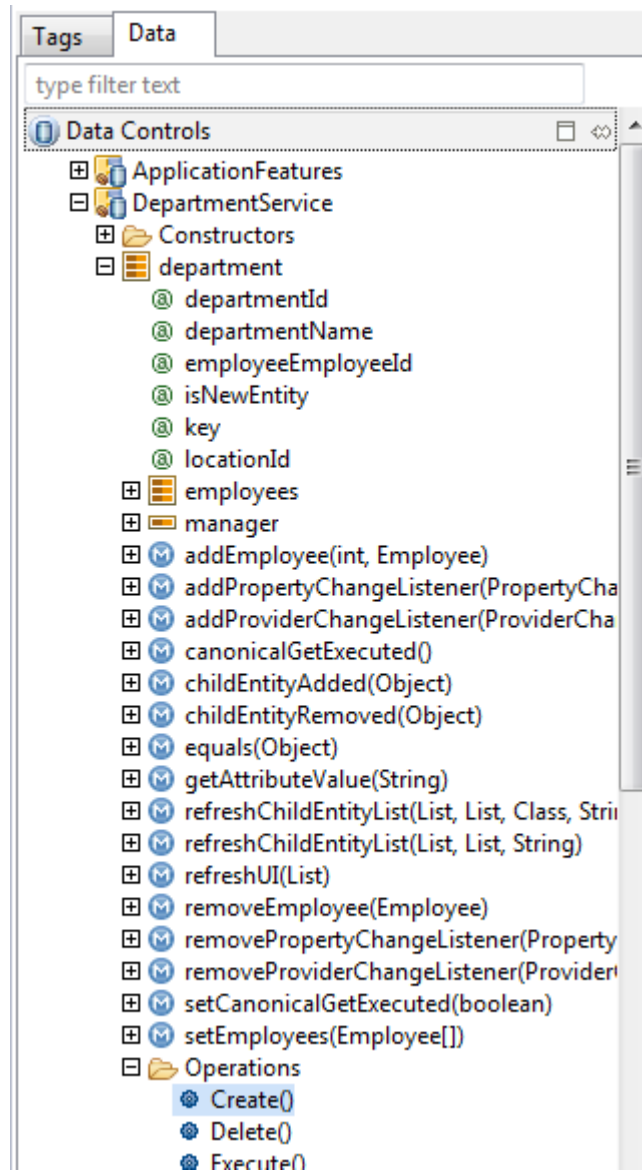 Tags Data
type filter text
Data Controls
ApplicationFeatures
DepartmentService
Constructors
department
departmentId
departmentName
employeeEmployeeId
isNewEntity
key
locationId
employees
manager
addEmployee(int, Employee)
addPropertyChangeListener(PropertyCha
addProviderChangeListener(ProviderCha
canonicalGetExecuted()
childEntityAdded(Object)
childEntityRemoved(Object)
equals(Object)
getAttributeValue(String)
refreshChildEntityList(List, List, Class, Stri
refreshChildEntityList(List, List, String)
refreshUI(List)
removeEmployee(Employee)
removePropertyChangeListener(Property
removeProviderChangeListener(Provider
setCanonicalGetExecuted(boolean)
setEmployees(Employee[])
Operations
Create()
Delete()
Execute()